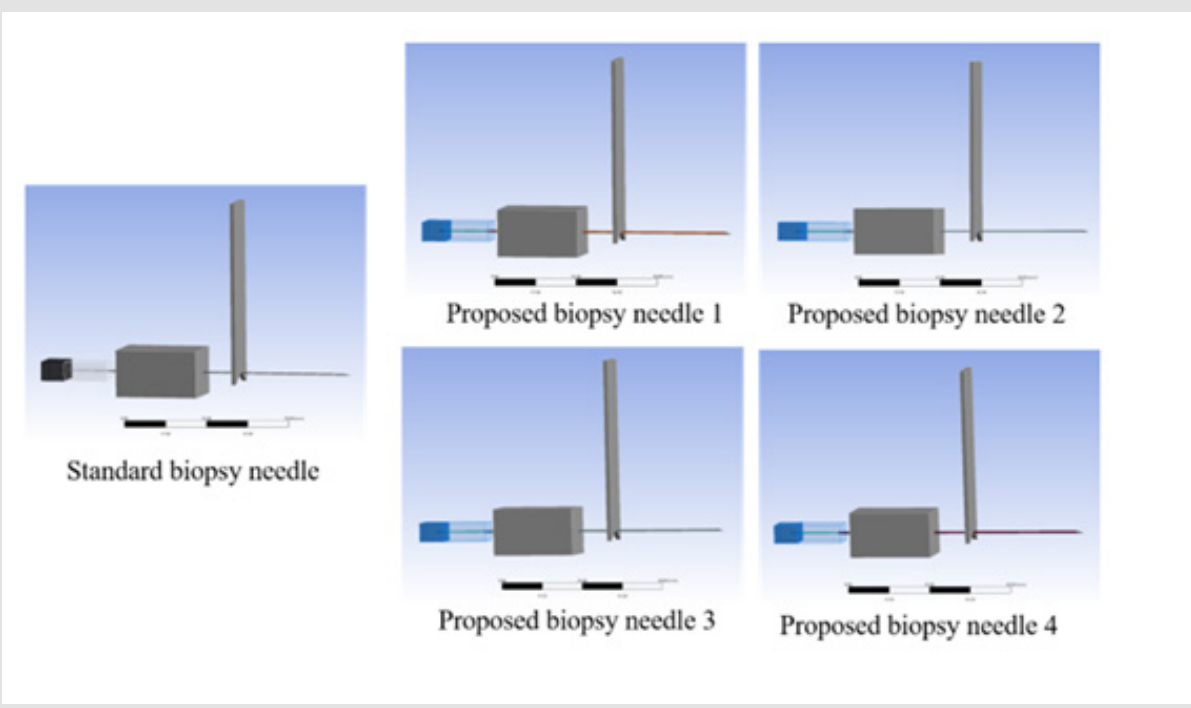 Proposed biopsy needle 1
Proposed biopsy needle 2
Standard biopsy needle
Proposed biopsy needle 3
Proposed biopsy needle 4